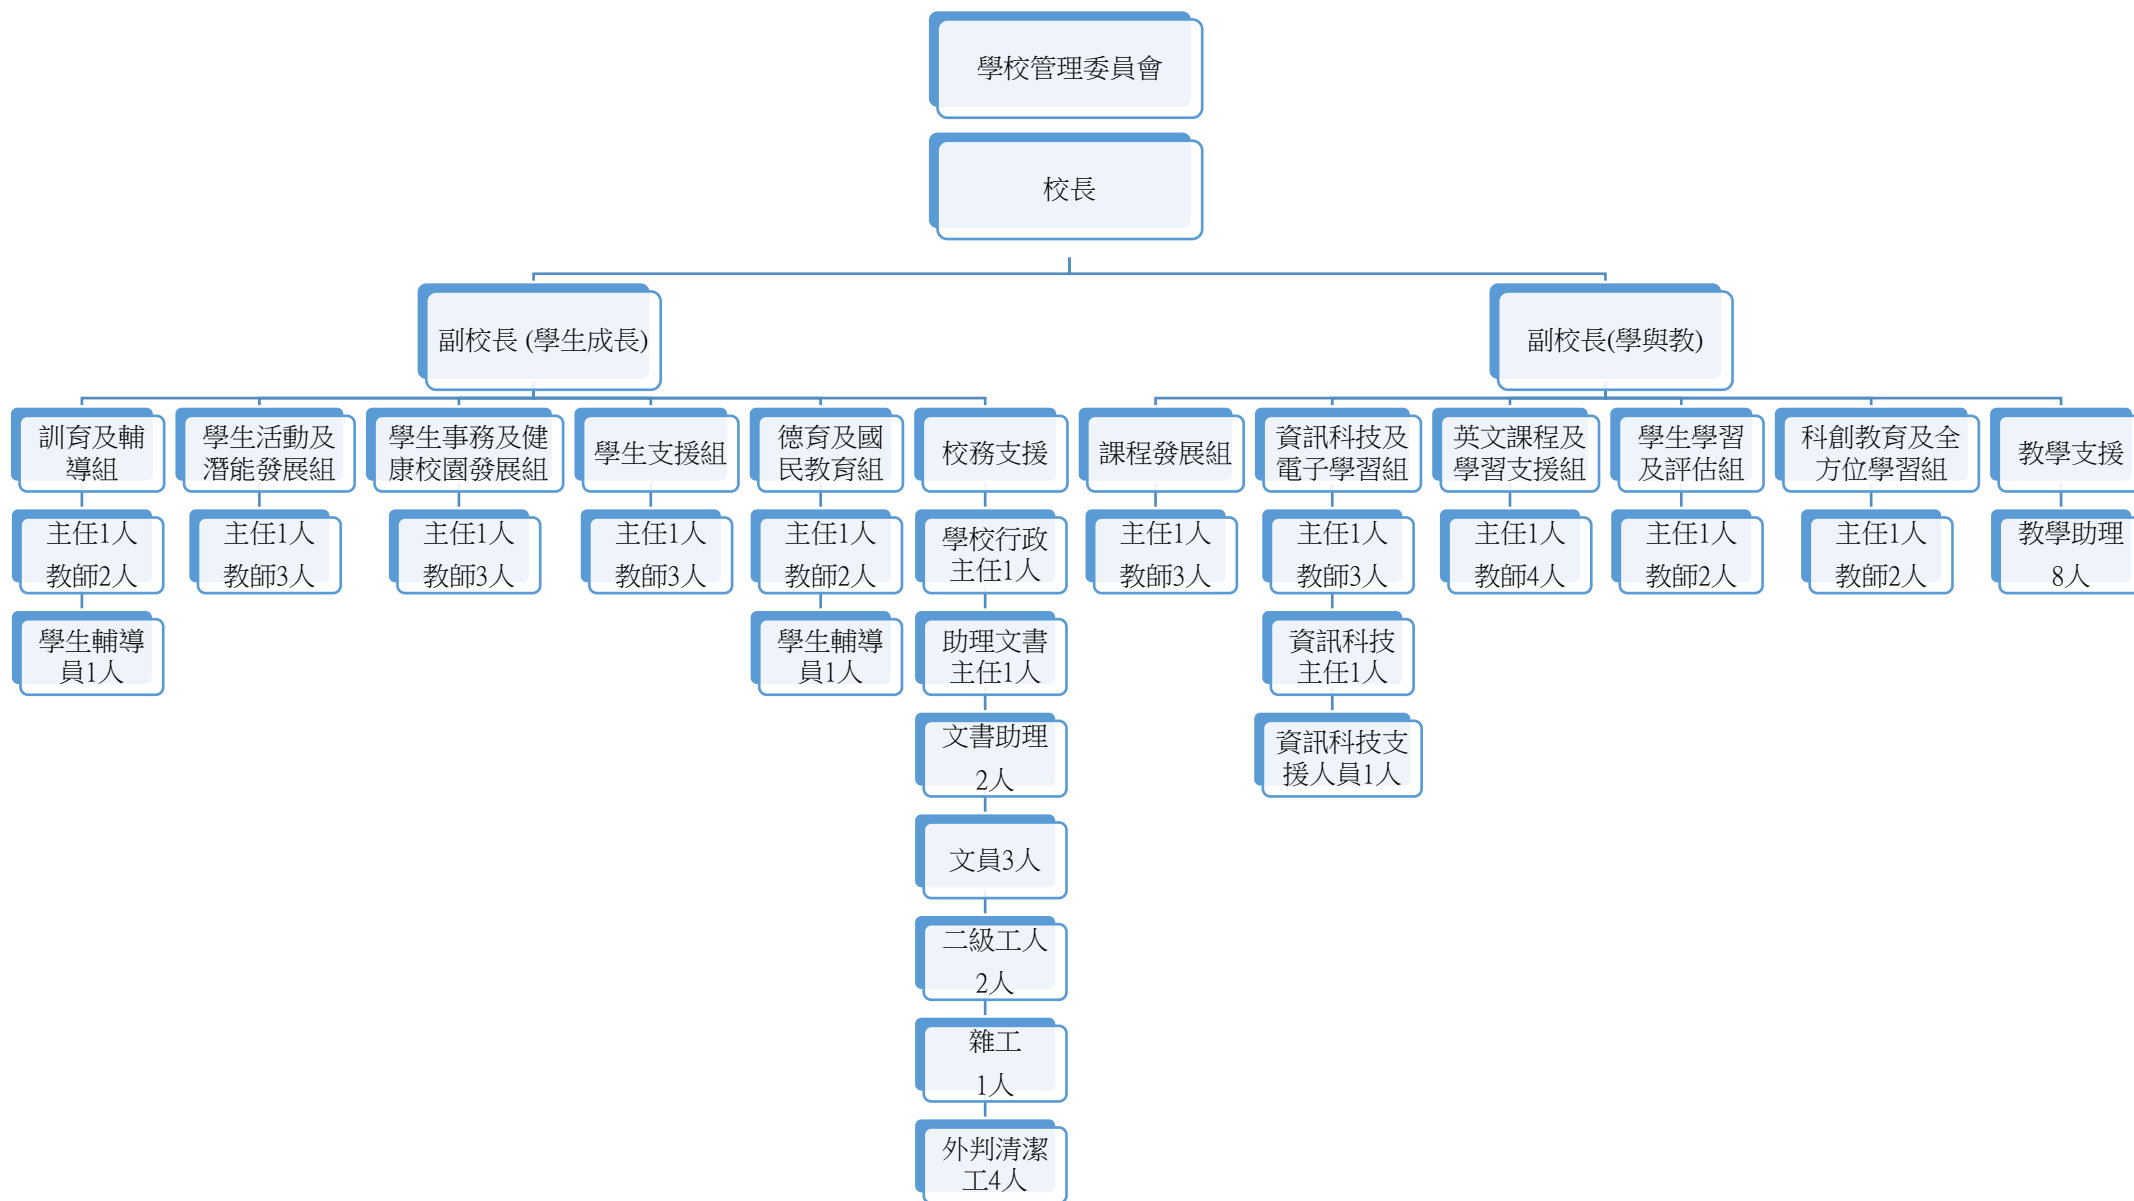 學校管理委員會
校長
副校長 (學生成長)
副校長(學與教)
訓育及輔
導組
學生活動及
潛能發展組
學生事務及健
康校園發展組
學生支援組
德育及國
民教育組
校務支援
課程發展組
資訊科技及
電子學習組
英文課程及
學習支援組
學生學習
及評估組
科創教育及全
方位學習組
教學支援
主任1人
教師2人
主任1人
教師3人
主任1人
教師3人
主任1人
教師3人
主任1人
教師2人
學校行政
主任1人
主任1人
教師3人
主任1人
教師3人
主任1人
教師4人
主任1人
教師2人
主任1人
教師2人
教學助理
8人
學生輔導
員1人
學生輔導
員1人
助理文書
主任1人
資訊科技
主任1人
文書助理
2人
資訊科技支
援人員1人
文員3人
二級工人
2人
雜工
1人
外判清潔
工4人